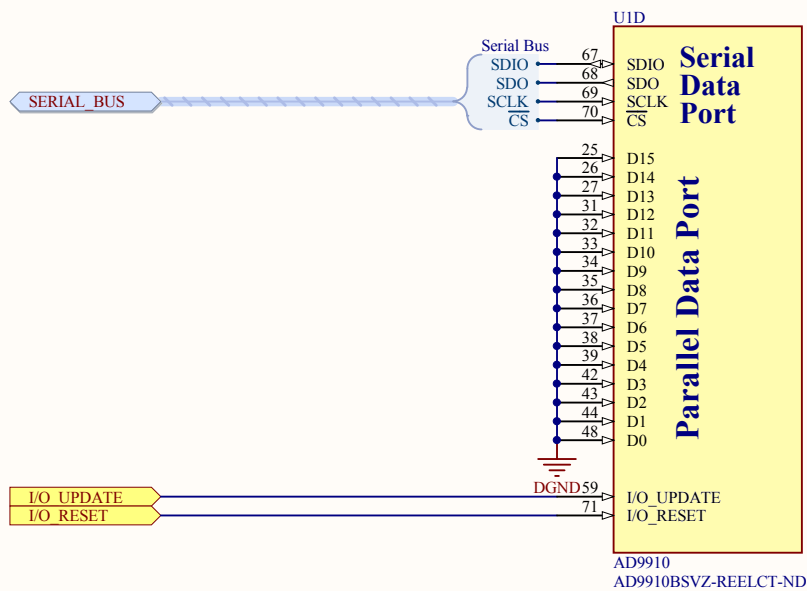 U1D
Serial Bus
SERIAL_BUS
SDIO 67 SDIO
SDO 68 SDO
SCLK 69 SCLK
CS 70 CS
Serial
Data
Port
25 D15
26 D14
27 D13
31 D12
32 D11
33 D10
34 D9
35 D8
36 D7
37 D6
38 D5
39 D4
42 D3
43 D2
44 D1
48 D0
Parallel Data Port
DGND
I/O_UPDATE 59 I/O_UPDATE
I/O_RESET 71 I/O_RESET
AD9910
AD9910BSVZ-REELCT-ND